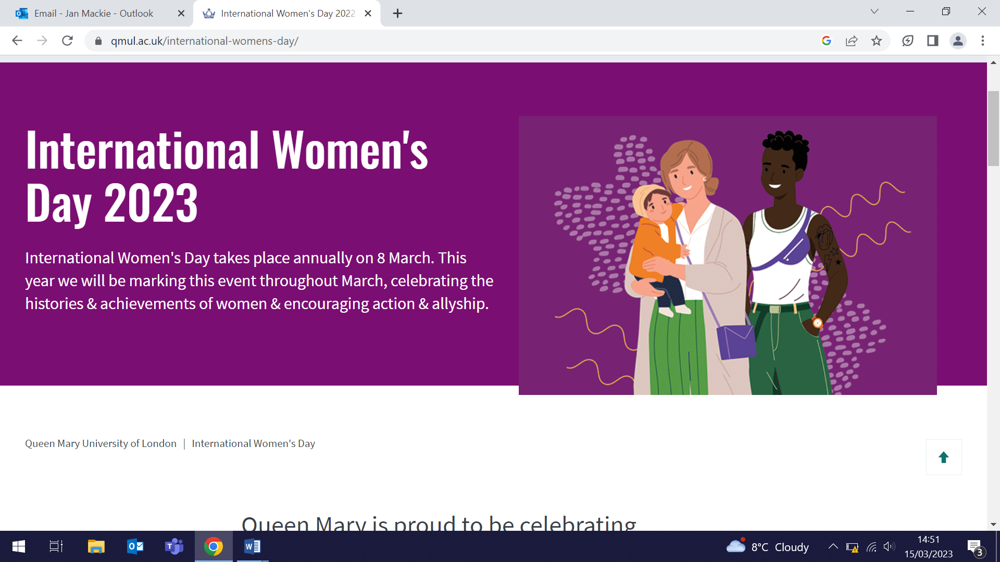 Email - Jan Mackie - Outlook
International Women's Day 2022
qmul.ac.uk/international-womens-day/
International Women's
Day 2023
International Women's Day takes place annually on 8 March. This
year we will be marking this event throughout March, celebrating the
histories & achievements of women & encouraging action & allyship.
Queen Mary University of London | International Women's Day
Queen Mary is proud to be celebrating
8°C Cloudy
14:51
15/03/2023
3